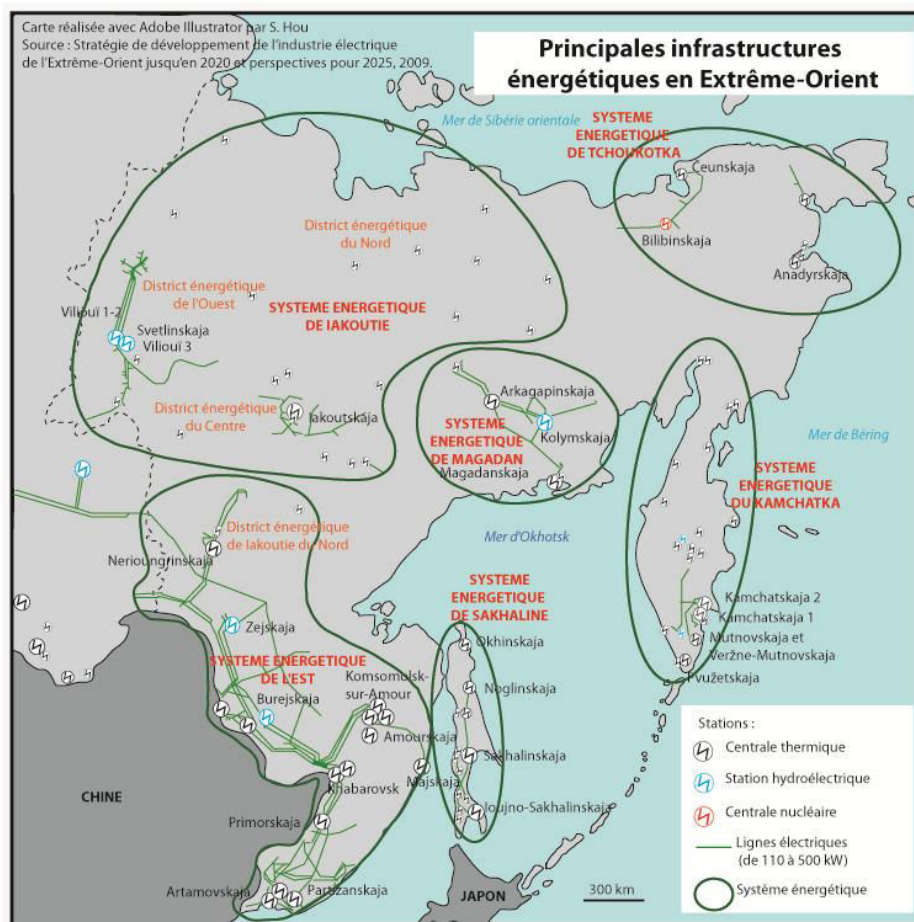 Carte réalisée avec Adobe Illustrator par S. Hou
Source : Stratégie de développement de l'industrie électrique
de l'Extrême-Orient jusqu'en 2020 et perspectives pour 2025, 2009.
Principales infrastructures
énergétiques en Extrême-Orient
Mer de Sibérie orientale
SYSTEME
ENERGETIQUE
DE TCHOUKOTKA
Ceunskaja
Bilibinskaja
Anadyrskaja
District énergétique
du Nord
District énergétique
de l'Ouest
SYSTEME ENERGETIQUE
DE IAKOUTIE
Viliouï 1-2
Svetlinskaja
Viliouï 3
District énergétique
du Centre
Iakoutskaja
Arkagapinskaja
SYSTEME
ENERGETIQUE
DE MAGADAN
Kolymskaja
Magadanskaja
Mer de Béring
SYSTEME
ENERGETIQUE
DU KAMCHATKA
District énergétique
de Iakoutie du Nord
Nerioungrinskaja
Mer d'Okhotsk
SYSTEME
ENERGETIQUE
DE SAKHALINE
Zejskaja
Okhinskaja
Kamchatskaja 2
Kamchatskaja 1
Mutnovskaja et
Veržne-Mutnovskaja
Pvužetskaja
SYSTEME ENERGETIQUE
DE L'EST
Komsomulsk-
sur-Amour
Noglinskaja
Burejskaja
Amourskaja
Majskaja
Sakhalinskaja
Khabarovsk
CHINE
Ioujno-Sakhalinskaja
Primorskaja
Artamovskaja
Partizanskaja
JAPON
300 km
Stations :
Centrale thermique
Station hydroélectrique
Centrale nucléaire
Lignes électriques
(de 110 à 500 kW)
Système énergétique